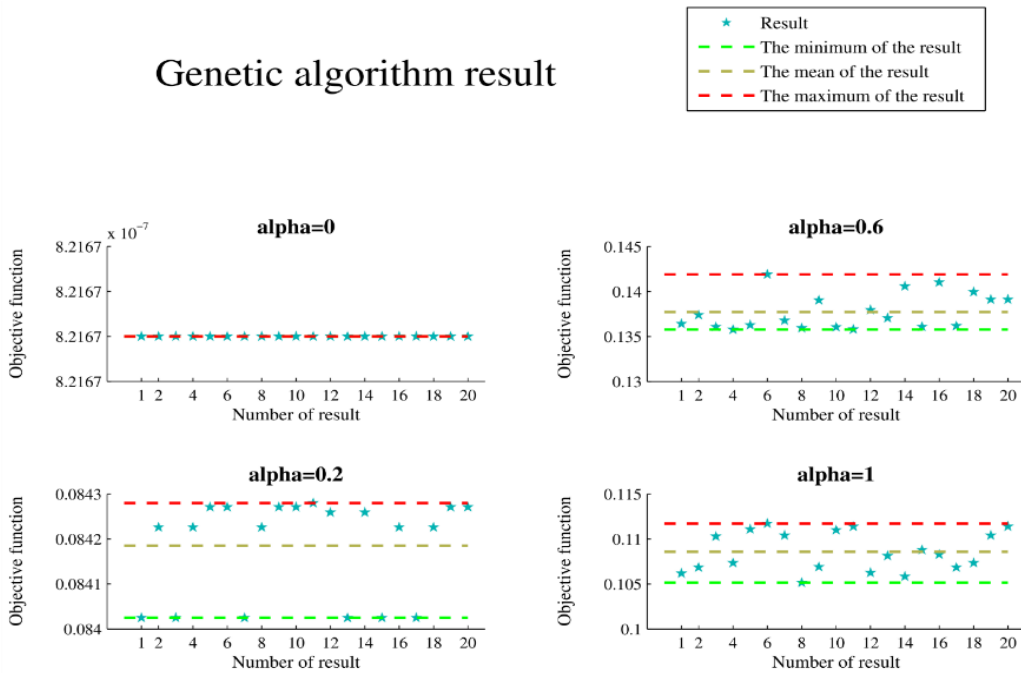 Genetic algorithm result
Result
The minimum of the result
The mean of the result
The maximum of the result
alpha=0
x 10⁻⁷
8.2167
8.2167
8.2167
8.2167
Objective function
1 2 4 6 8 10 12 14 16 18 20
Number of result
alpha=0.6
0.145
0.14
0.135
0.13
Objective function
1 2 4 6 8 10 12 14 16 18 20
Number of result
alpha=0.2
0.0843
0.0842
0.0841
0.084
Objective function
1 2 4 6 8 10 12 14 16 18 20
Number of result
alpha=1
0.115
0.11
0.105
0.1
Objective function
1 2 4 6 8 10 12 14 16 18 20
Number of result